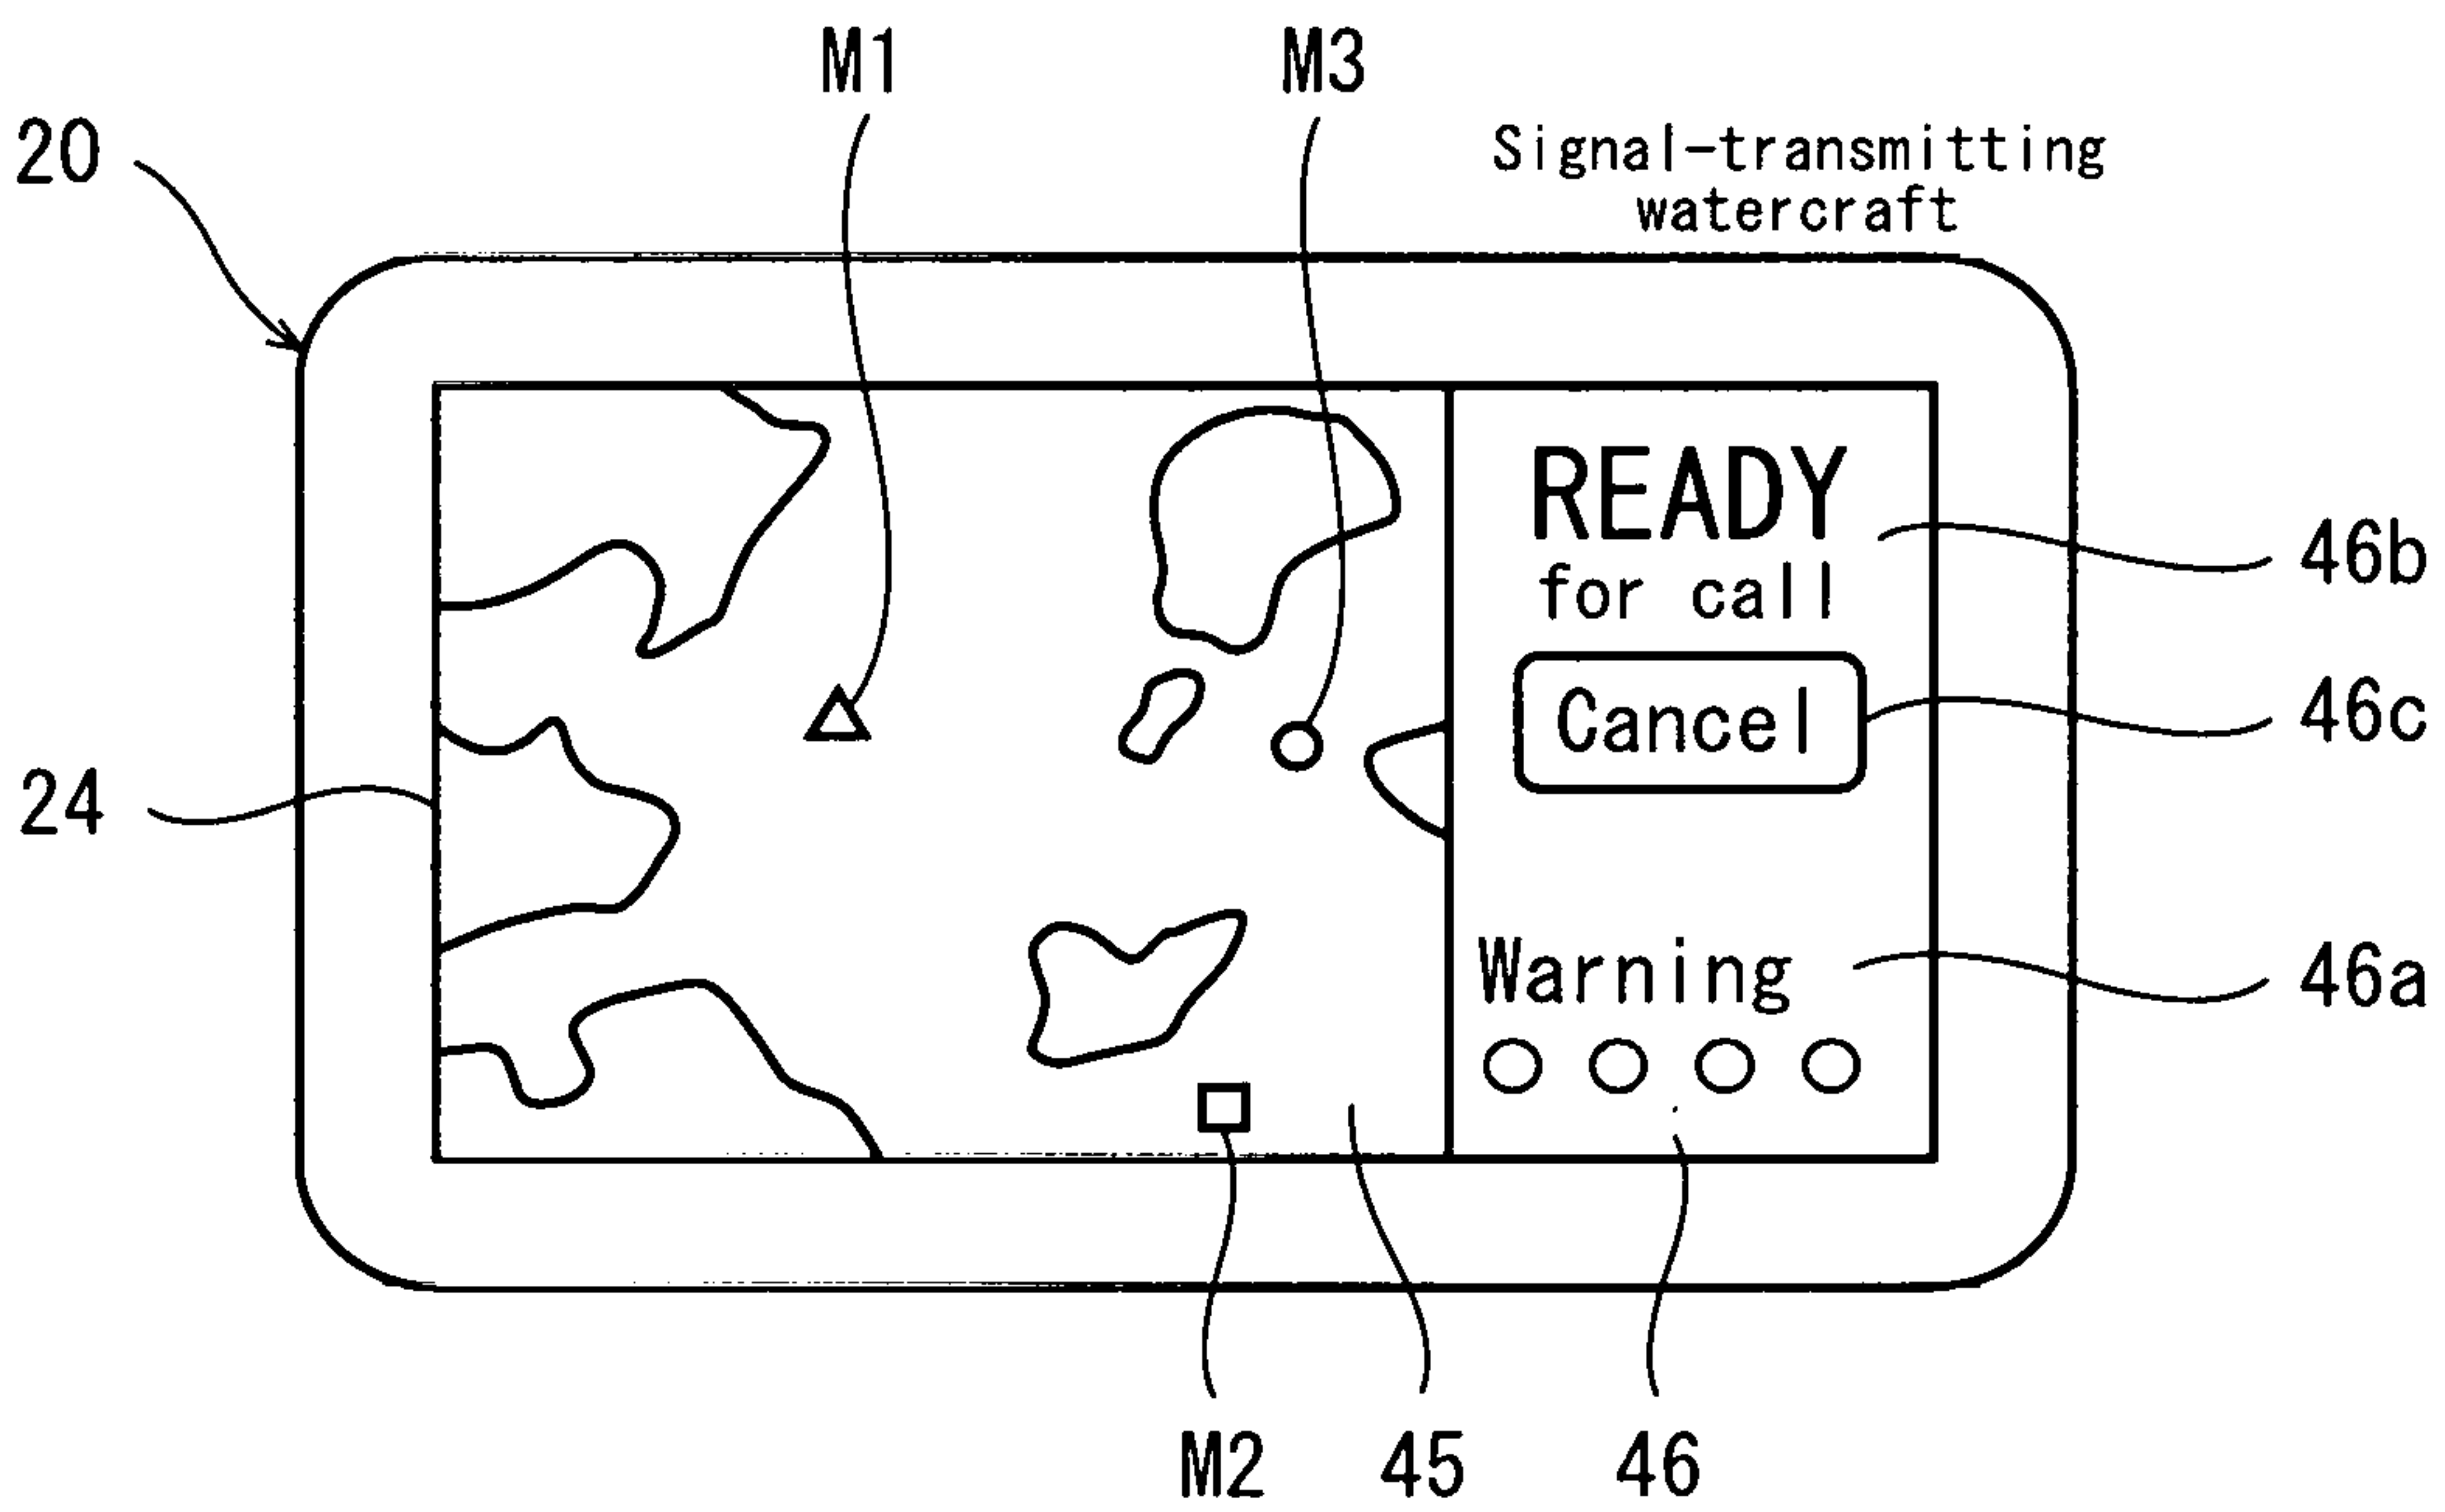 M1
M3
20
Signal-transmitting
watercraft
READY
for call
46b
Cancel
46c
24
Warning
46a
M2
45
46